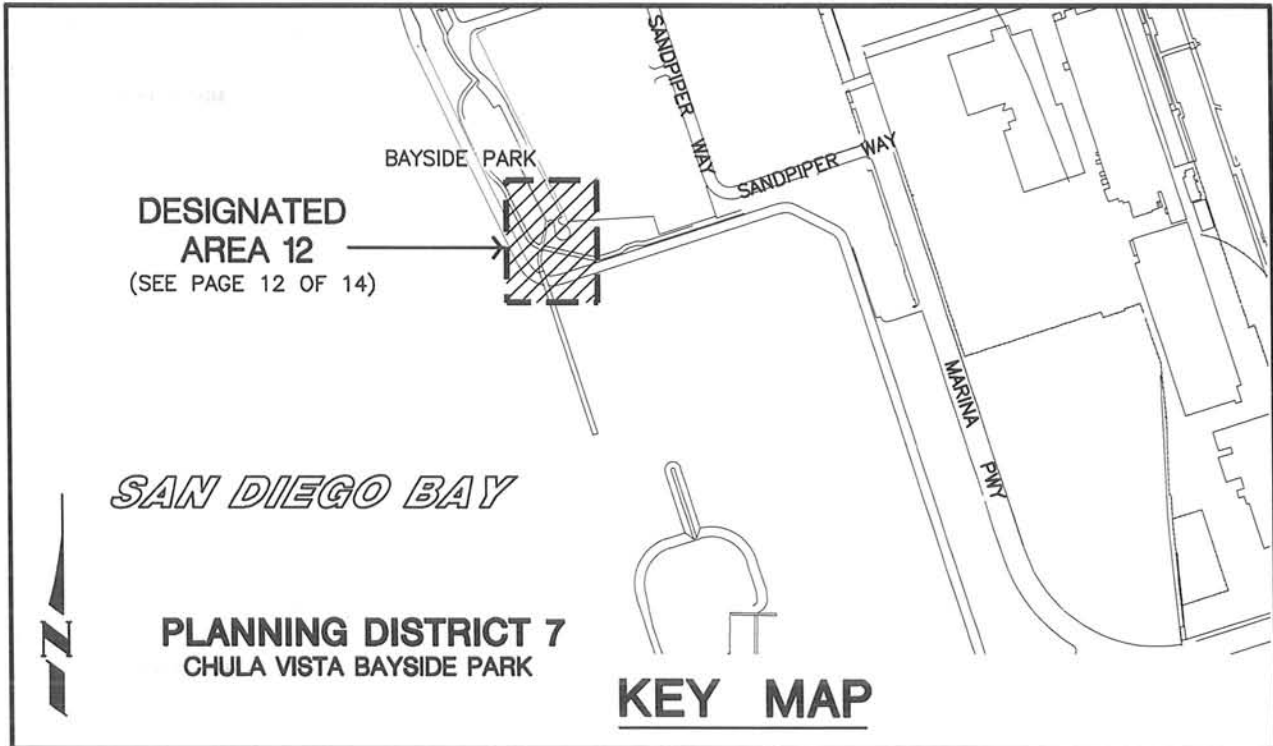 SANDPIPER WAY
BAYSIDE PARK
SANDPIPER WAY
DESIGNATED
AREA 12
(SEE PAGE 12 OF 14)
MARINA PWY
SAN DIEGO BAY
N
PLANNING DISTRICT 7
CHULA VISTA BAYSIDE PARK
KEY MAP